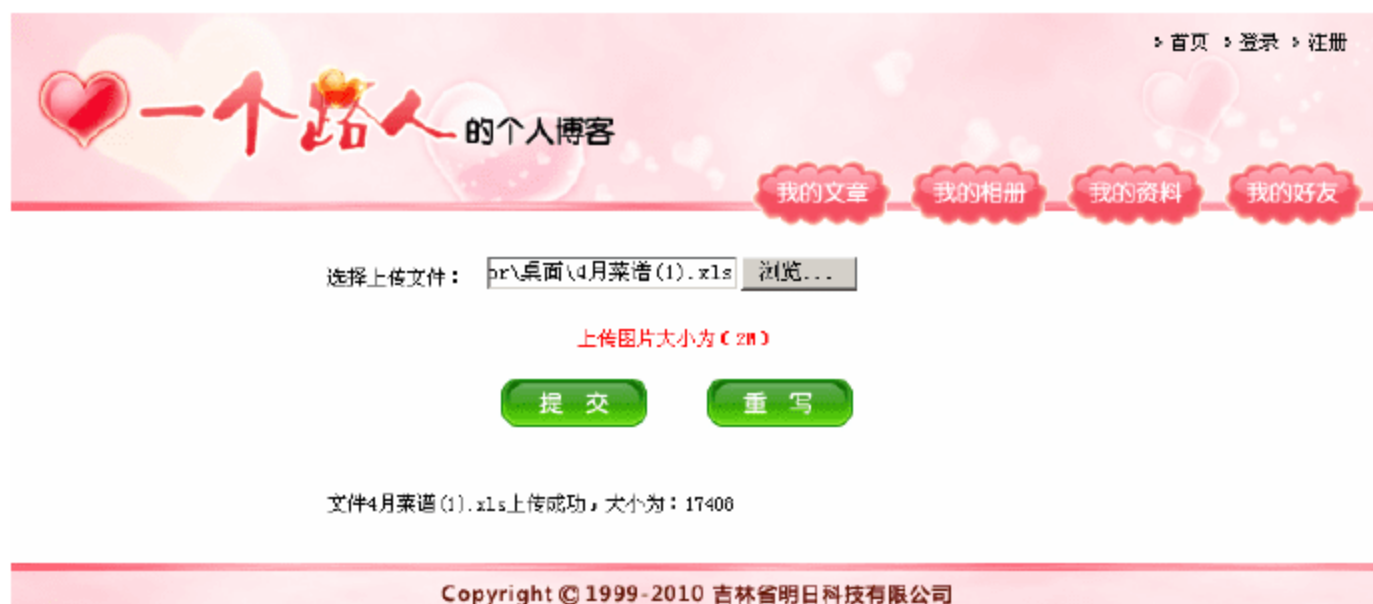 › 首页 › 登录 › 注册
一个路人的个人博客
我的文章 我的相册 我的资料 我的好友
选择上传文件： or\桌面\4月菜谱(1).xls 浏览...
上传图片大小为(2M)
提 交 重 写
文件4月菜谱(1).xls上传成功，大小为：17408
Copyright © 1999-2010 吉林省明日科技有限公司